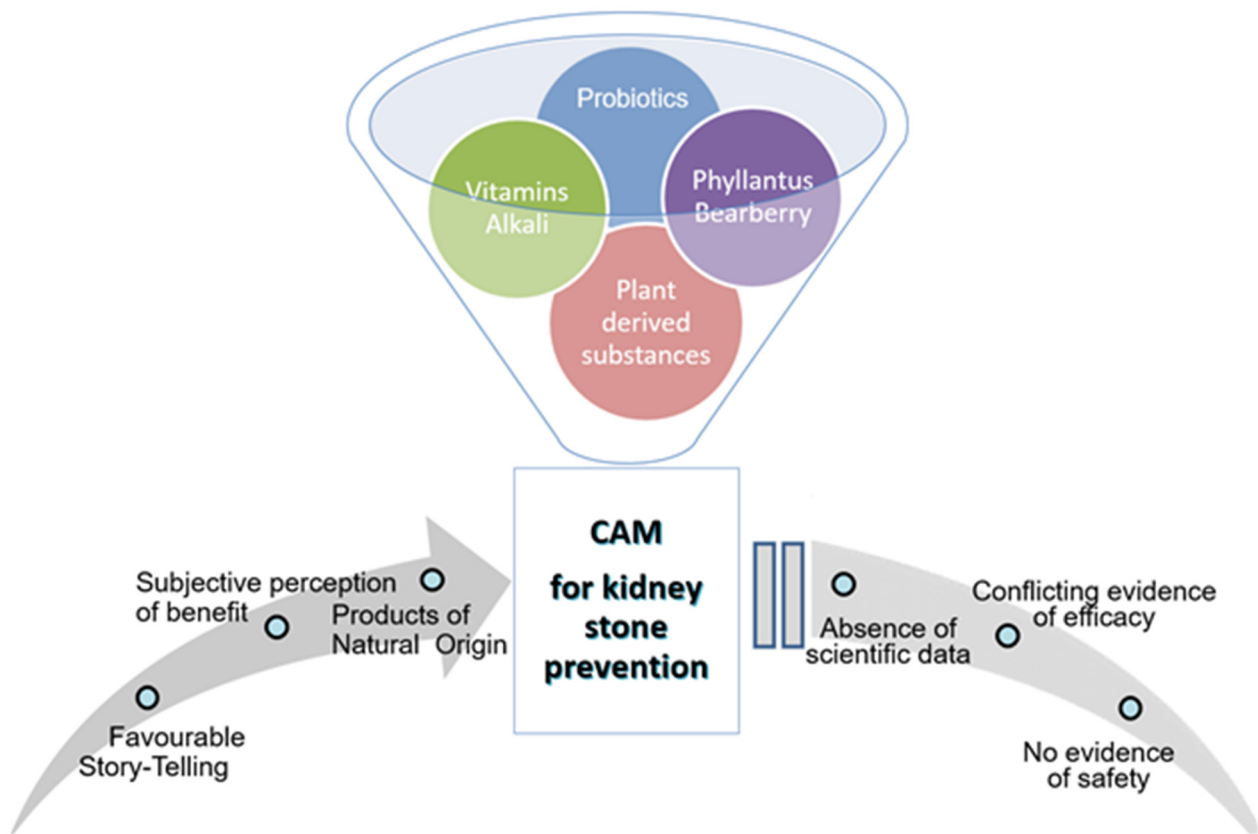 Probiotics
Vitamins
Alkali
Phyllantus
Bearberry
Plant
derived
substances
CAM
for kidney
stone
prevention
Subjective perception
of benefit
Products of
Natural Origin
Favourable
Story-Telling
Absence of
scientific data
Conflicting evidence
of efficacy
No evidence
of safety